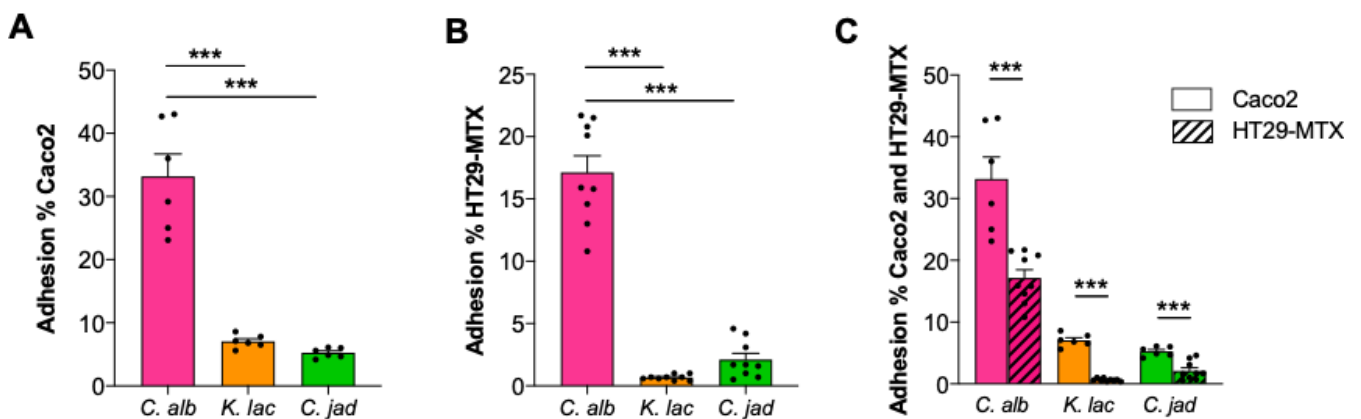 A
Adhesion % Caco2
50
40
30
20
10
0
***
***
C. alb
K. lac
C. jad
B
Adhesion % HT29-MTX
25
20
15
10
5
0
***
***
C. alb
K. lac
C. jad
C
Adhesion % Caco2 and HT29-MTX
50
40
30
20
10
0
***
***
***
C. alb
K. lac
C. jad
Caco2
HT29-MTX